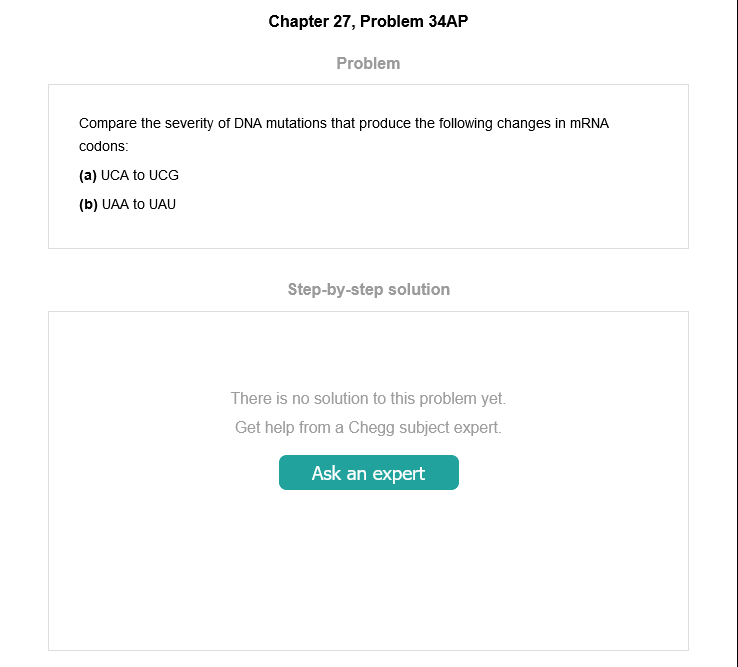 Chapter 27, Problem 34AP
Problem
Compare the severity of DNA mutations that produce the following changes in mRNA
codons:
(a) UCA to UCG
(b) UAA to UAU
Step-by-step solution
There is no solution to this problem yet.
Get help from a Chegg subject expert.
Ask an expert